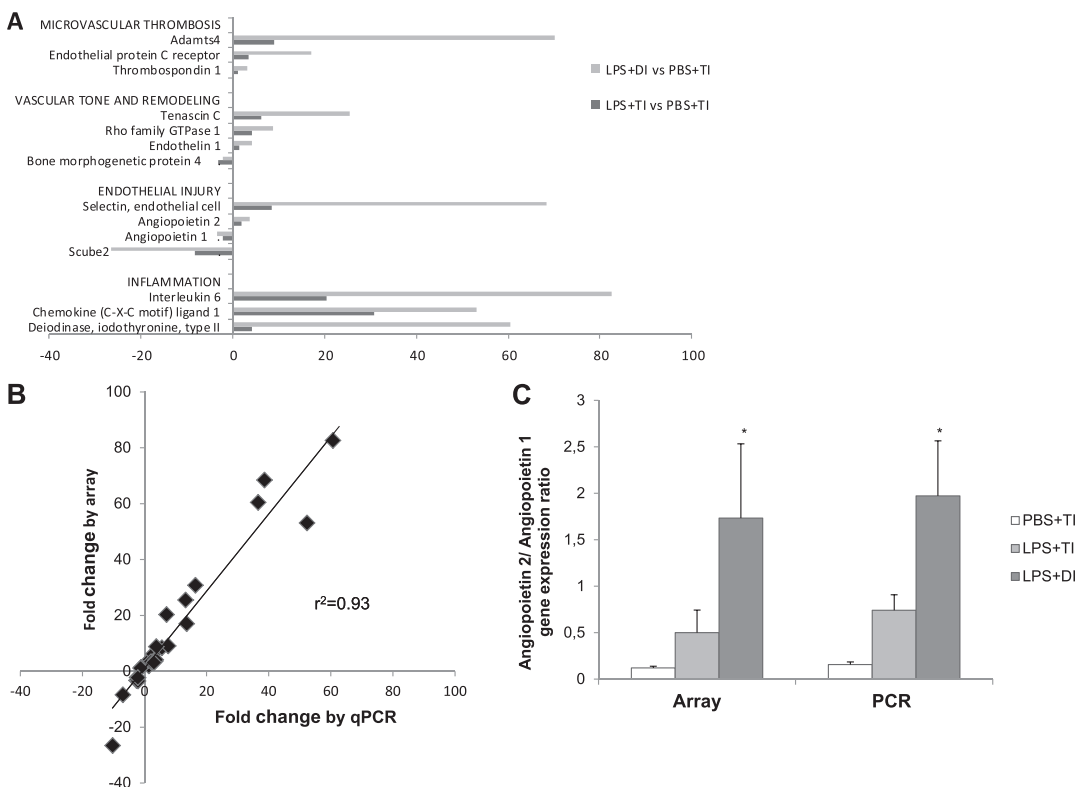 A
MICROVASCULAR THROMBOSIS
Adamts4
Endothelial protein C receptor
Thrombospondin 1
VASCULAR TONE AND REMODELING
Tenascin C
Rho family GTPase 1
Endothelin 1
Bone morphogenetic protein 4
ENDOTHELIAL INJURY
Selectin, endothelial cell
Angiopoietin 2
Angiopoietin 1
Scube2
INFLAMMATION
Interleukin 6
Chemokine (C-X-C motif) ligand 1
Deiodinase, iodothyronine, type II
-40 -20 0 20 40 60 80 100
LPS+DI vs PBS+TI
LPS+TI vs PBS+TI
B
Fold change by array
100
80
60
40
20
0
-20
-40
-40 -20 0 20 40 60 80 100
r²=0.93
Fold change by qPCR
C
Angiopoietin 2/ Angiopoietin 1
gene expression ratio
3
2,5
2
1,5
1
0,5
0
*
*
Array PCR
PBS+TI
LPS+TI
LPS+DI